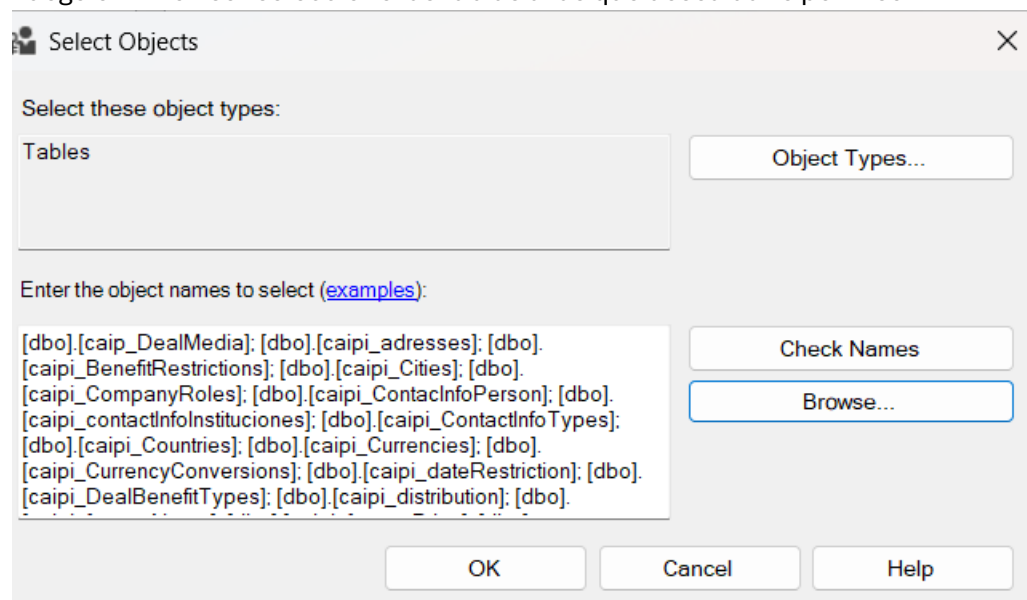 Select Objects
Select these object types:
Tables
Object Types...
Enter the object names to select (examples):
[dbo].[caip_DealMedia]; [dbo].[caipi_adresses]; [dbo].
[caipi_BenefitRestrictions]; [dbo].[caipi_Cities]; [dbo].
[caipi_CompanyRoles]; [dbo].[caipi_ContacInfoPerson]; [dbo].
[caipi_contactInfoInstituciones]; [dbo].[caipi_ContactInfoTypes];
[dbo].[caipi_Countries]; [dbo].[caipi_Currencies]; [dbo].
[caipi_CurrencyConversions]; [dbo].[caipi_dateRestriction]; [dbo].
[caipi_DealBenefitTypes]; [dbo].[caipi_distribution]; [dbo].
Check Names
Browse...
OK
Cancel
Help